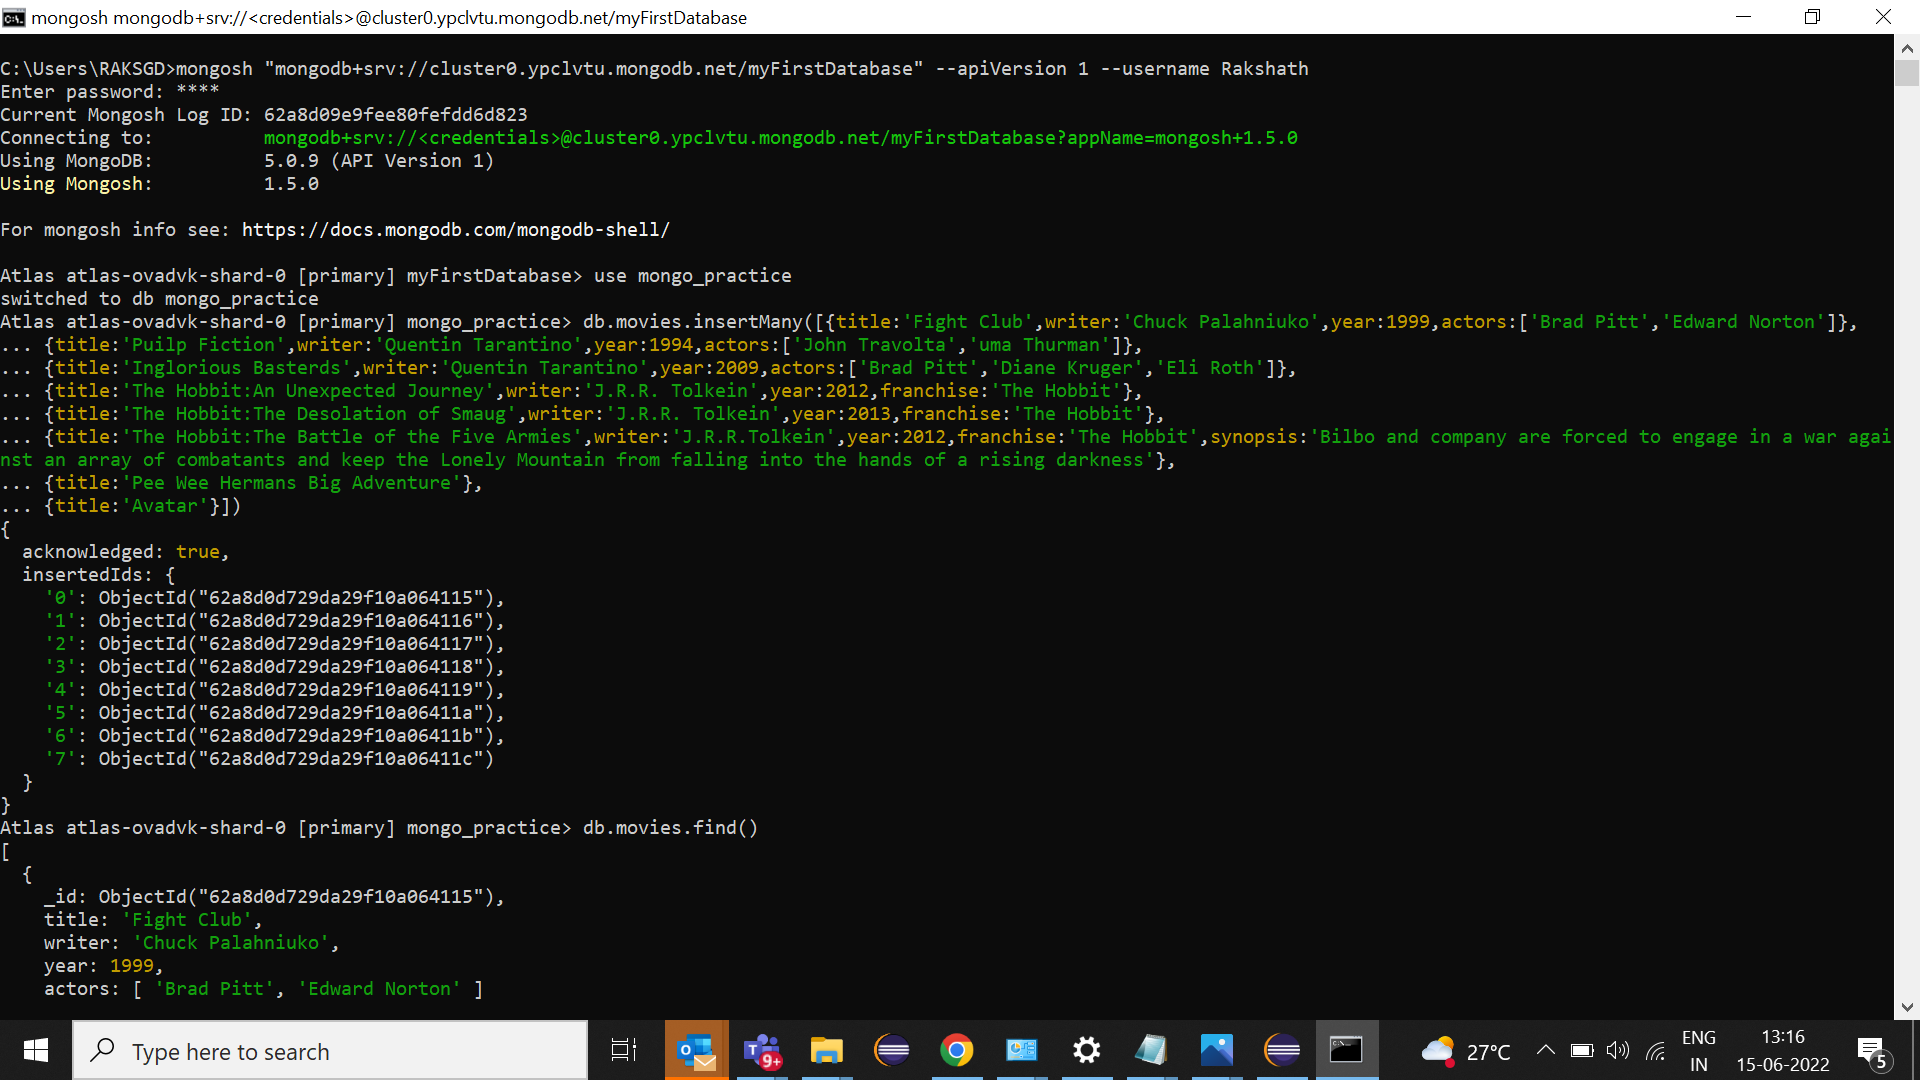 mongosh mongodb+srv://<credentials>@cluster0.ypclvtu.mongodb.net/myFirstDatabase
C:\Users\RAKSGD>mongosh "mongodb+srv://cluster0.ypclvtu.mongodb.net/myFirstDatabase" --apiVersion 1 --username Rakshath
Enter password: ****
Current Mongosh Log ID: 62a8d09e9fee80fefdd6d823
Connecting to:          mongodb+srv://<credentials>@cluster0.ypclvtu.mongodb.net/myFirstDatabase?appName=mongosh+1.5.0
Using MongoDB:          5.0.9 (API Version 1)
Using Mongosh:          1.5.0
For mongosh info see: https://docs.mongodb.com/mongodb-shell/
Atlas atlas-ovadvk-shard-0 [primary] myFirstDatabase> use mongo_practice
switched to db mongo_practice
Atlas atlas-ovadvk-shard-0 [primary] mongo_practice> db.movies.insertMany([{title:'Fight Club',writer:'Chuck Palahniuko',year:1999,actors:['Brad Pitt','Edward Norton']},
... {title:'Puilp Fiction',writer:'Quentin Tarantino',year:1994,actors:['John Travolta','uma Thurman']},
... {title:'Inglorious Basterds',writer:'Quentin Tarantino',year:2009,actors:['Brad Pitt','Diane Kruger','Eli Roth']},
... {title:'The Hobbit:An Unexpected Journey',writer:'J.R.R. Tolkein',year:2012,franchise:'The Hobbit'},
... {title:'The Hobbit:The Desolation of Smaug',writer:'J.R.R. Tolkein',year:2013,franchise:'The Hobbit'},
... {title:'The Hobbit:The Battle of the Five Armies',writer:'J.R.R.Tolkein',year:2012,franchise:'The Hobbit',synopsis:'Bilbo and company are forced to engage in a war agai
nst an array of combatants and keep the Lonely Mountain from falling into the hands of a rising darkness'},
... {title:'Pee Wee Hermans Big Adventure'},
... {title:'Avatar'}])
{
  acknowledged: true,
  insertedIds: {
    '0': ObjectId("62a8d0d729da29f10a064115"),
    '1': ObjectId("62a8d0d729da29f10a064116"),
    '2': ObjectId("62a8d0d729da29f10a064117"),
    '3': ObjectId("62a8d0d729da29f10a064118"),
    '4': ObjectId("62a8d0d729da29f10a064119"),
    '5': ObjectId("62a8d0d729da29f10a06411a"),
    '6': ObjectId("62a8d0d729da29f10a06411b"),
    '7': ObjectId("62a8d0d729da29f10a06411c")
  }
}
Atlas atlas-ovadvk-shard-0 [primary] mongo_practice> db.movies.find()
[
  {
    _id: ObjectId("62a8d0d729da29f10a064115"),
    title: 'Fight Club',
    writer: 'Chuck Palahniuko',
    year: 1999,
    actors: [ 'Brad Pitt', 'Edward Norton' ]
Type here to search
9+
27°C
ENG
IN
13:16
15-06-2022
5